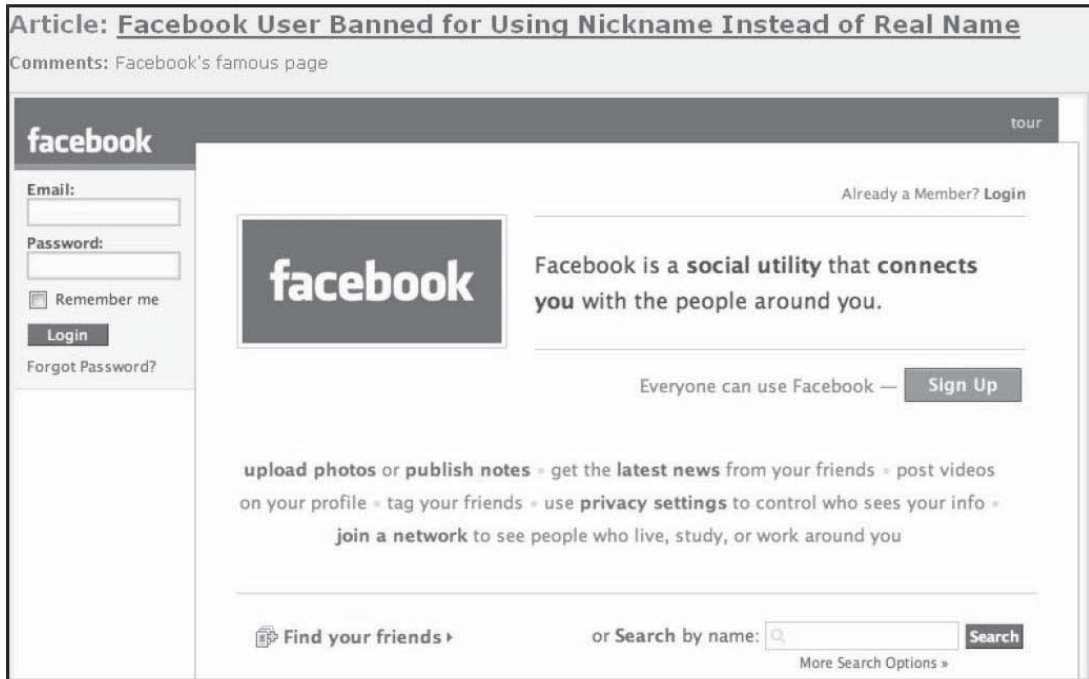 Article: Facebook User Banned for Using Nickname Instead of Real Name
Comments: Facebook's famous page
tour
facebook
Email:
Password:
Remember me
Login
Forgot Password?
Already a Member? Login
facebook
Facebook is a social utility that connects
you with the people around you.
Everyone can use Facebook — Sign Up
upload photos or publish notes • get the latest news from your friends • post videos
on your profile • tag your friends • use privacy settings to control who sees your info •
join a network to see people who live, study, or work around you
Find your friends ▸
or Search by name: Search
More Search Options »